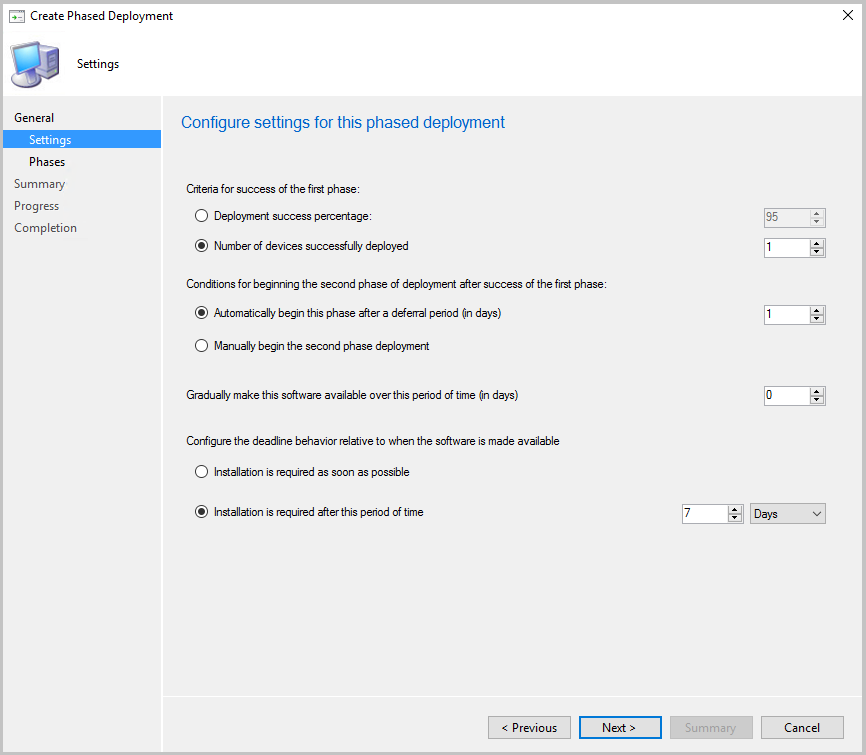 Create Phased Deployment
Settings
General
Settings
Phases
Summary
Progress
Completion
Configure settings for this phased deployment
Criteria for success of the first phase:
Deployment success percentage: 95
Number of devices successfully deployed 1
Conditions for beginning the second phase of deployment after success of the first phase:
Automatically begin this phase after a deferral period (in days) 1
Manually begin the second phase deployment
Gradually make this software available over this period of time (in days) 0
Configure the deadline behavior relative to when the software is made available
Installation is required as soon as possible
Installation is required after this period of time 7 Days
< Previous Next > Summary Cancel